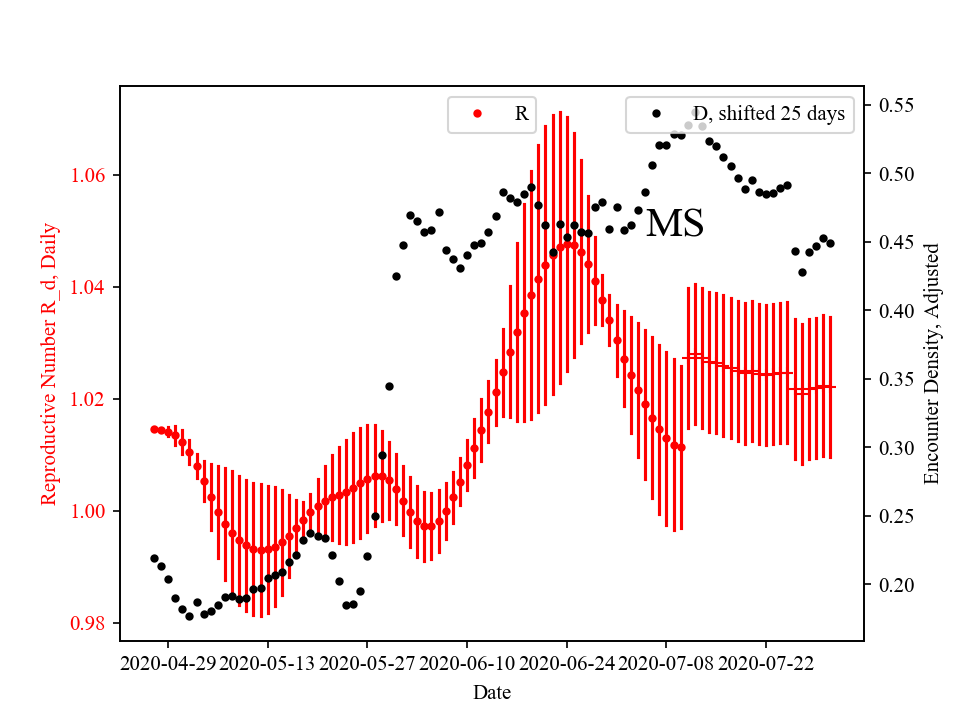 R
D, shifted 25 days
MS
Reproductive Number R_d, Daily
1.06
1.04
1.02
1.00
0.98
0.55
0.50
0.45
0.40
0.35
0.30
0.25
0.20
Encounter Density, Adjusted
2020-04-29 2020-05-13 2020-05-27 2020-06-10 2020-06-24 2020-07-08 2020-07-22
Date